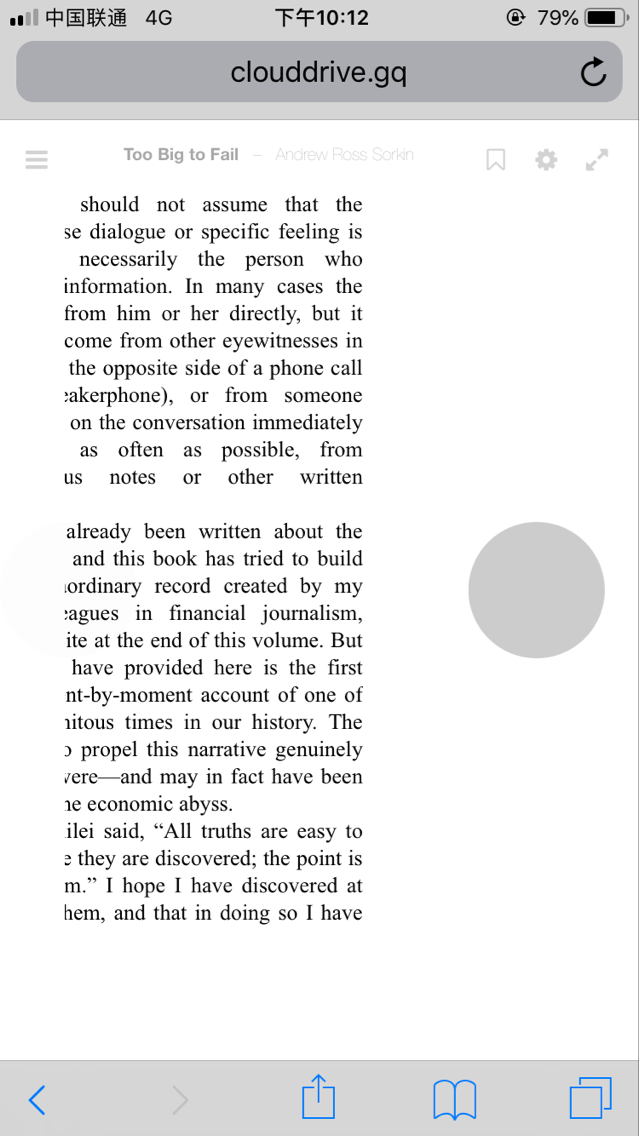 中国联通 4G 下午10:12 79%
clouddrive.gq
Too Big to Fail – Andrew Ross Sorkin
should not assume that the
se dialogue or specific feeling is
necessarily the person who
information. In many cases the
from him or her directly, but it
come from other eyewitnesses in
the opposite side of a phone call
eakerphone), or from someone
on the conversation immediately
as often as possible, from
us notes or other written
already been written about the
and this book has tried to build
ordinary record created by my
eagues in financial journalism,
ite at the end of this volume. But
have provided here is the first
nt-by-moment account of one of
nitous times in our history. The
o propel this narrative genuinely
vere—and may in fact have been
ne economic abyss.
ilei said, “All truths are easy to
e they are discovered; the point is
m.” I hope I have discovered at
hem, and that in doing so I have